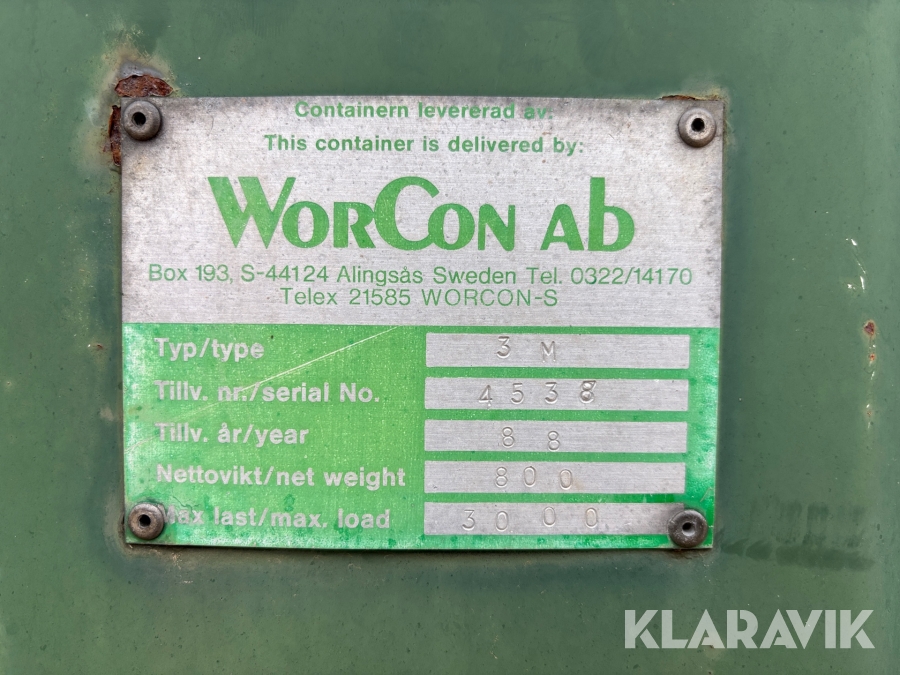 Containern levererad av:
This container is delivered by:
WORCON Ab
Box 193, S-44124 Alingsås Sweden Tel. 0322/14170
Telex 21585 WORCON-S
Typ/type 3 M
Tillv. nr./serial No. 4538
Tillv. år/year 88
Nettovikt/net weight 800
Max last/max. load 3000
KLARAVIK